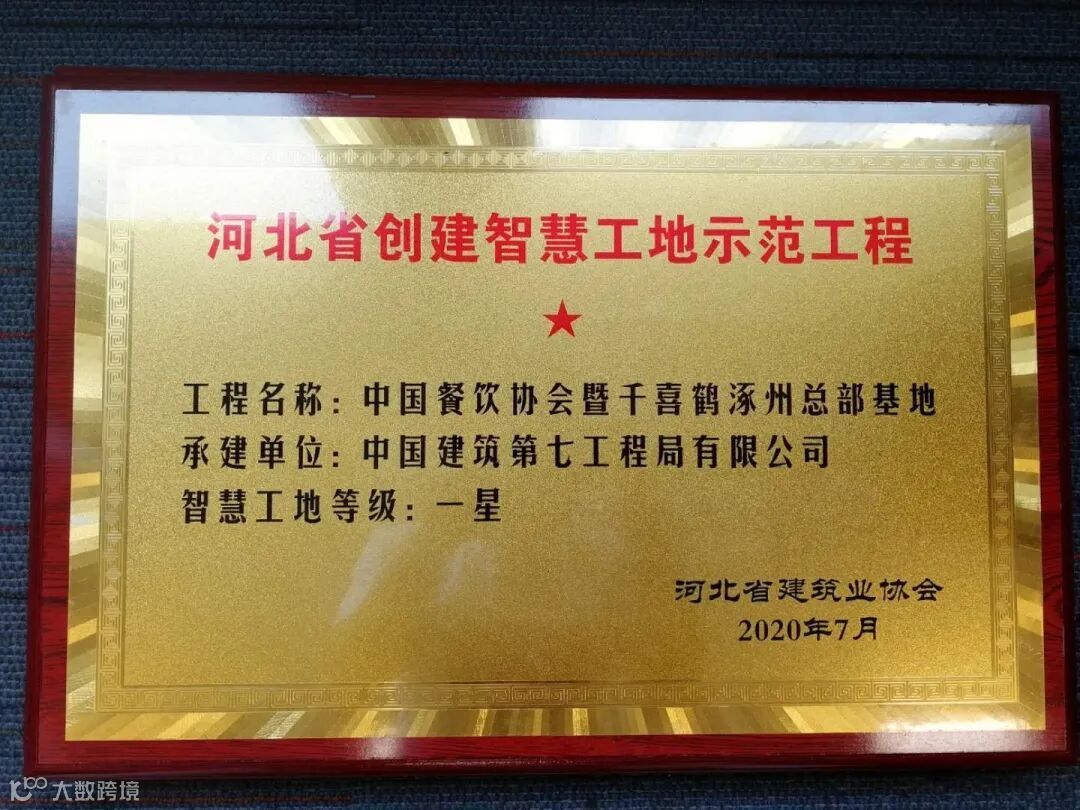 河北省创建智慧工地示范工程
工程名称：中国餐饮协会暨千喜鹤涿州总部基地
承建单位：中国建筑第七工程局有限公司
智慧工地等级：一星
河北省建筑业协会
2020年7月
大数跨境